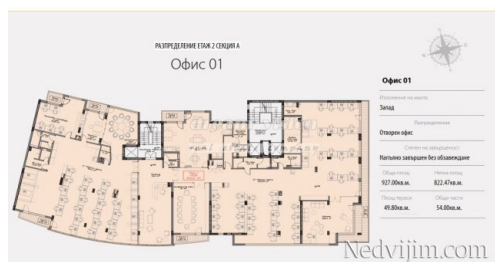 РАЗПРЕДЕЛЕНИЕ ЕТАЖ 2 СЕКЦИЯ А
Офис 01
Офис 01
Изложение на имота
Запад
Разпределение
Отворен офис
Степен на завършеност
Напълно завършен без обзавеждане
Обща площ
Нетна площ
927.00кв.м.
822.47кв.м.
Площ тераси
Общи части
49.80кв.м.
54.00кв.м.
Nedvijim.com